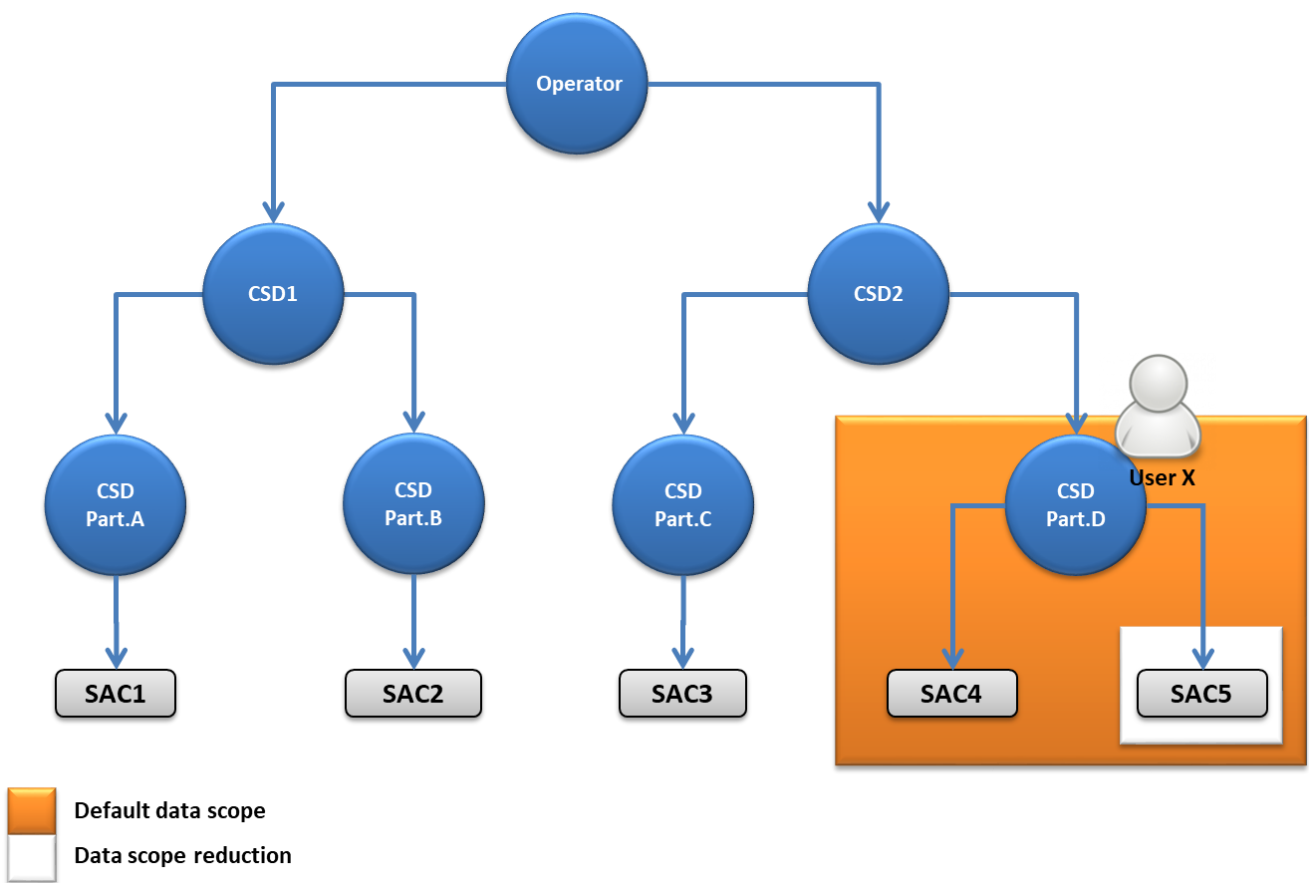 Operator
CSD1
CSD2
CSD
Part.A
CSD
Part.B
CSD
Part.C
User X
CSD
Part.D
SAC1
SAC2
SAC3
SAC4
SAC5
Default data scope
Data scope reduction